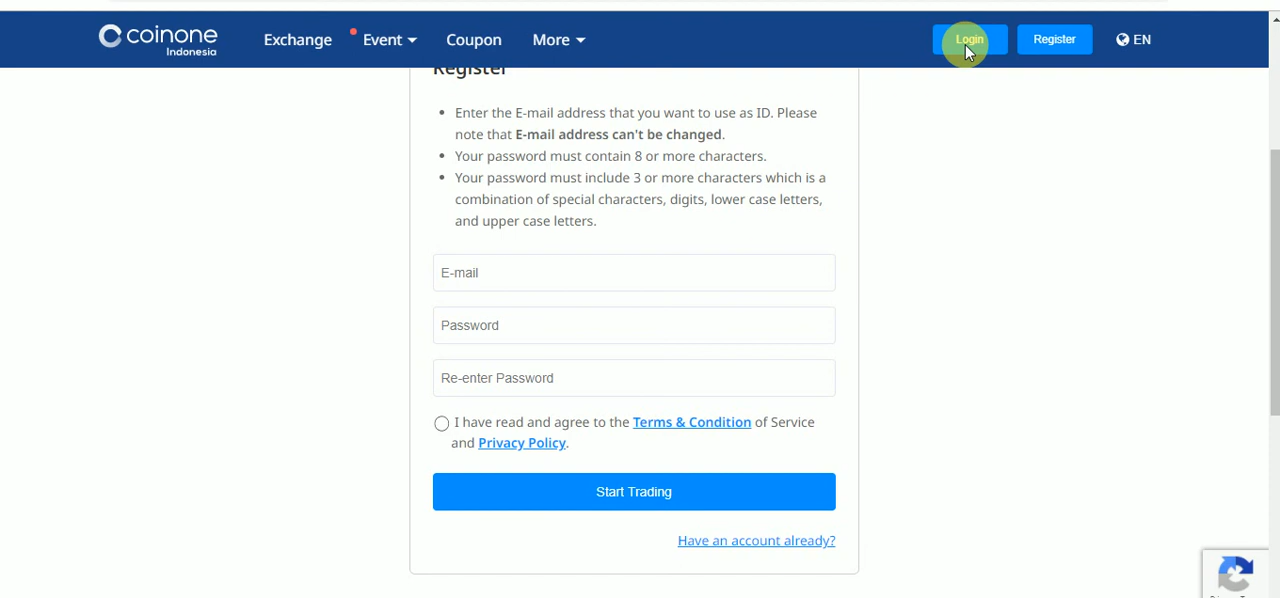 coinone
Indonesia
Exchange
Event
Coupon
More
Login
Register
EN
Register
• Enter the E-mail address that you want to use as ID. Please
note that E-mail address can't be changed.
• Your password must contain 8 or more characters.
• Your password must include 3 or more characters which is a
combination of special characters, digits, lower case letters,
and upper case letters.
E-mail
Password
Re-enter Password
I have read and agree to the Terms & Condition of Service
and Privacy Policy.
Start Trading
Have an account already?